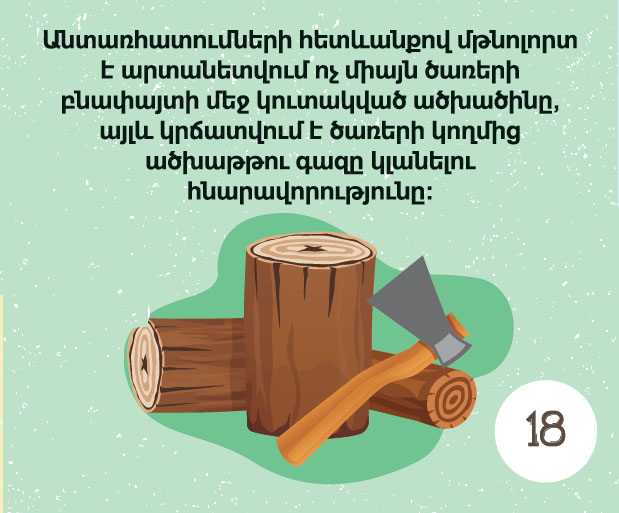 Անտառհատումների հետևանքով մթնոլորտ
է արտանետվում ոչ միայն ծառերի
բնափայտի մեջ կուտակված ածխածինը,
այլև կրճատվում է ծառերի կողմից
ածխաթթու գազը կլանելու
հնարավորությունը:
18